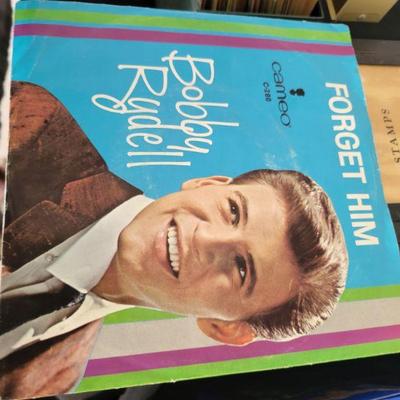 FORGET HIM
cameo
C-280
Bobby
Rydell
STAMPS